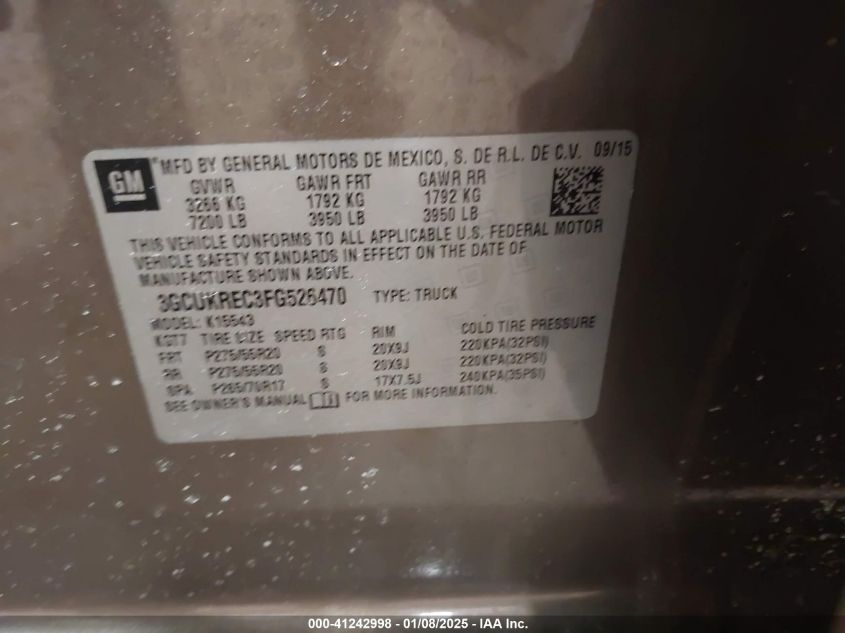 GM
MFD BY GENERAL MOTORS DE MEXICO, S. DE R.L. DE C.V. 09/15
GVWR GAWR FRT GAWR RR
3266 KG 1792 KG 1792 KG
7200 LB 3950 LB 3950 LB
THIS VEHICLE CONFORMS TO ALL APPLICABLE U.S. FEDERAL MOTOR
VEHICLE SAFETY STANDARDS IN EFFECT ON THE DATE OF
MANUFACTURE SHOWN ABOVE.
3GCUKREC3FG526470 TYPE: TRUCK
MODEL: K15543
TIRE SIZE SPEED RTG RIM COLD TIRE PRESSURE
FRT P275/55R20 S 20X9J 220KPA(32PSI)
RR P275/55R20 S 20X9J 220KPA(32PSI)
SPA P265/70R17 S 17X7.5J 240KPA(35PSI)
SEE OWNER'S MANUAL FOR MORE INFORMATION.
000-41242998 - 01/08/2025 - IAA Inc.